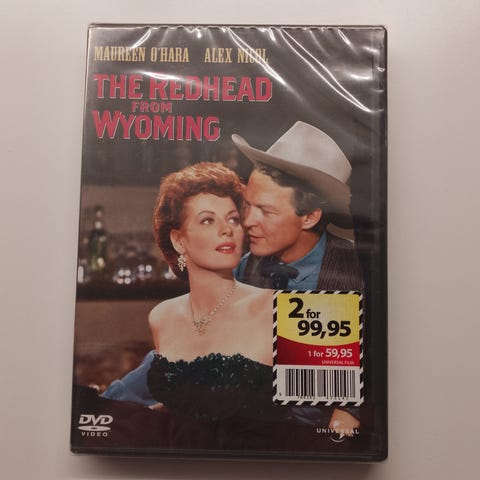 MAUREEN O'HARA ALEX NICOL
THE REDHEAD
FROM
WYOMING
2 for
99,95
1 for 59,95
UNIVERSAL FILM
DVD
VIDEO
UNIVERSAL